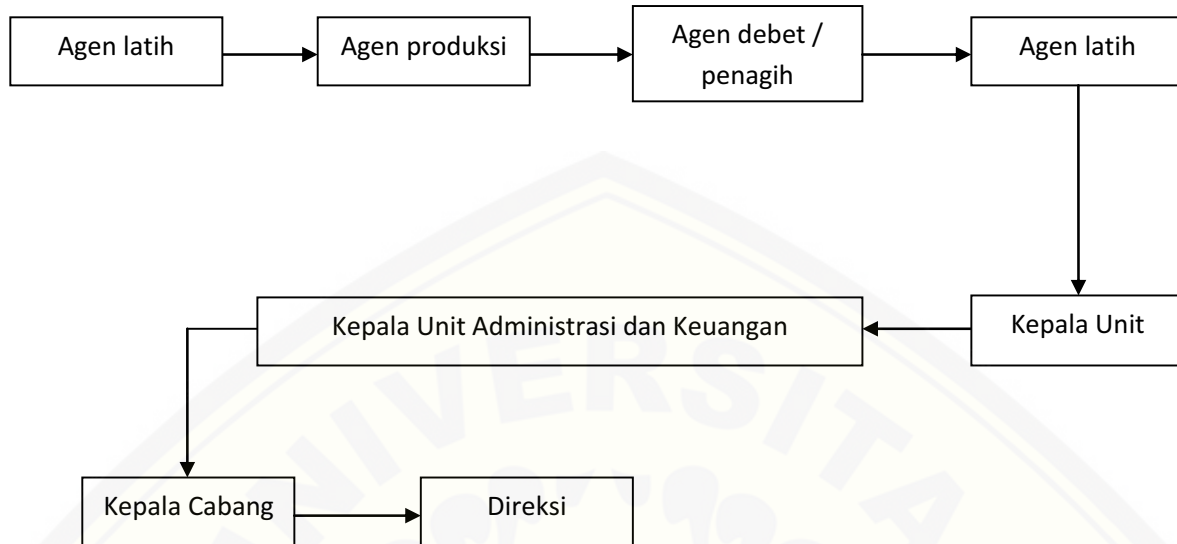 Agen latih
Agen produksi
Agen debet /
penagih
Agen latih
Kepala Unit
Kepala Unit Administrasi dan Keuangan
Kepala Cabang
Direksi
UNIVERSITA